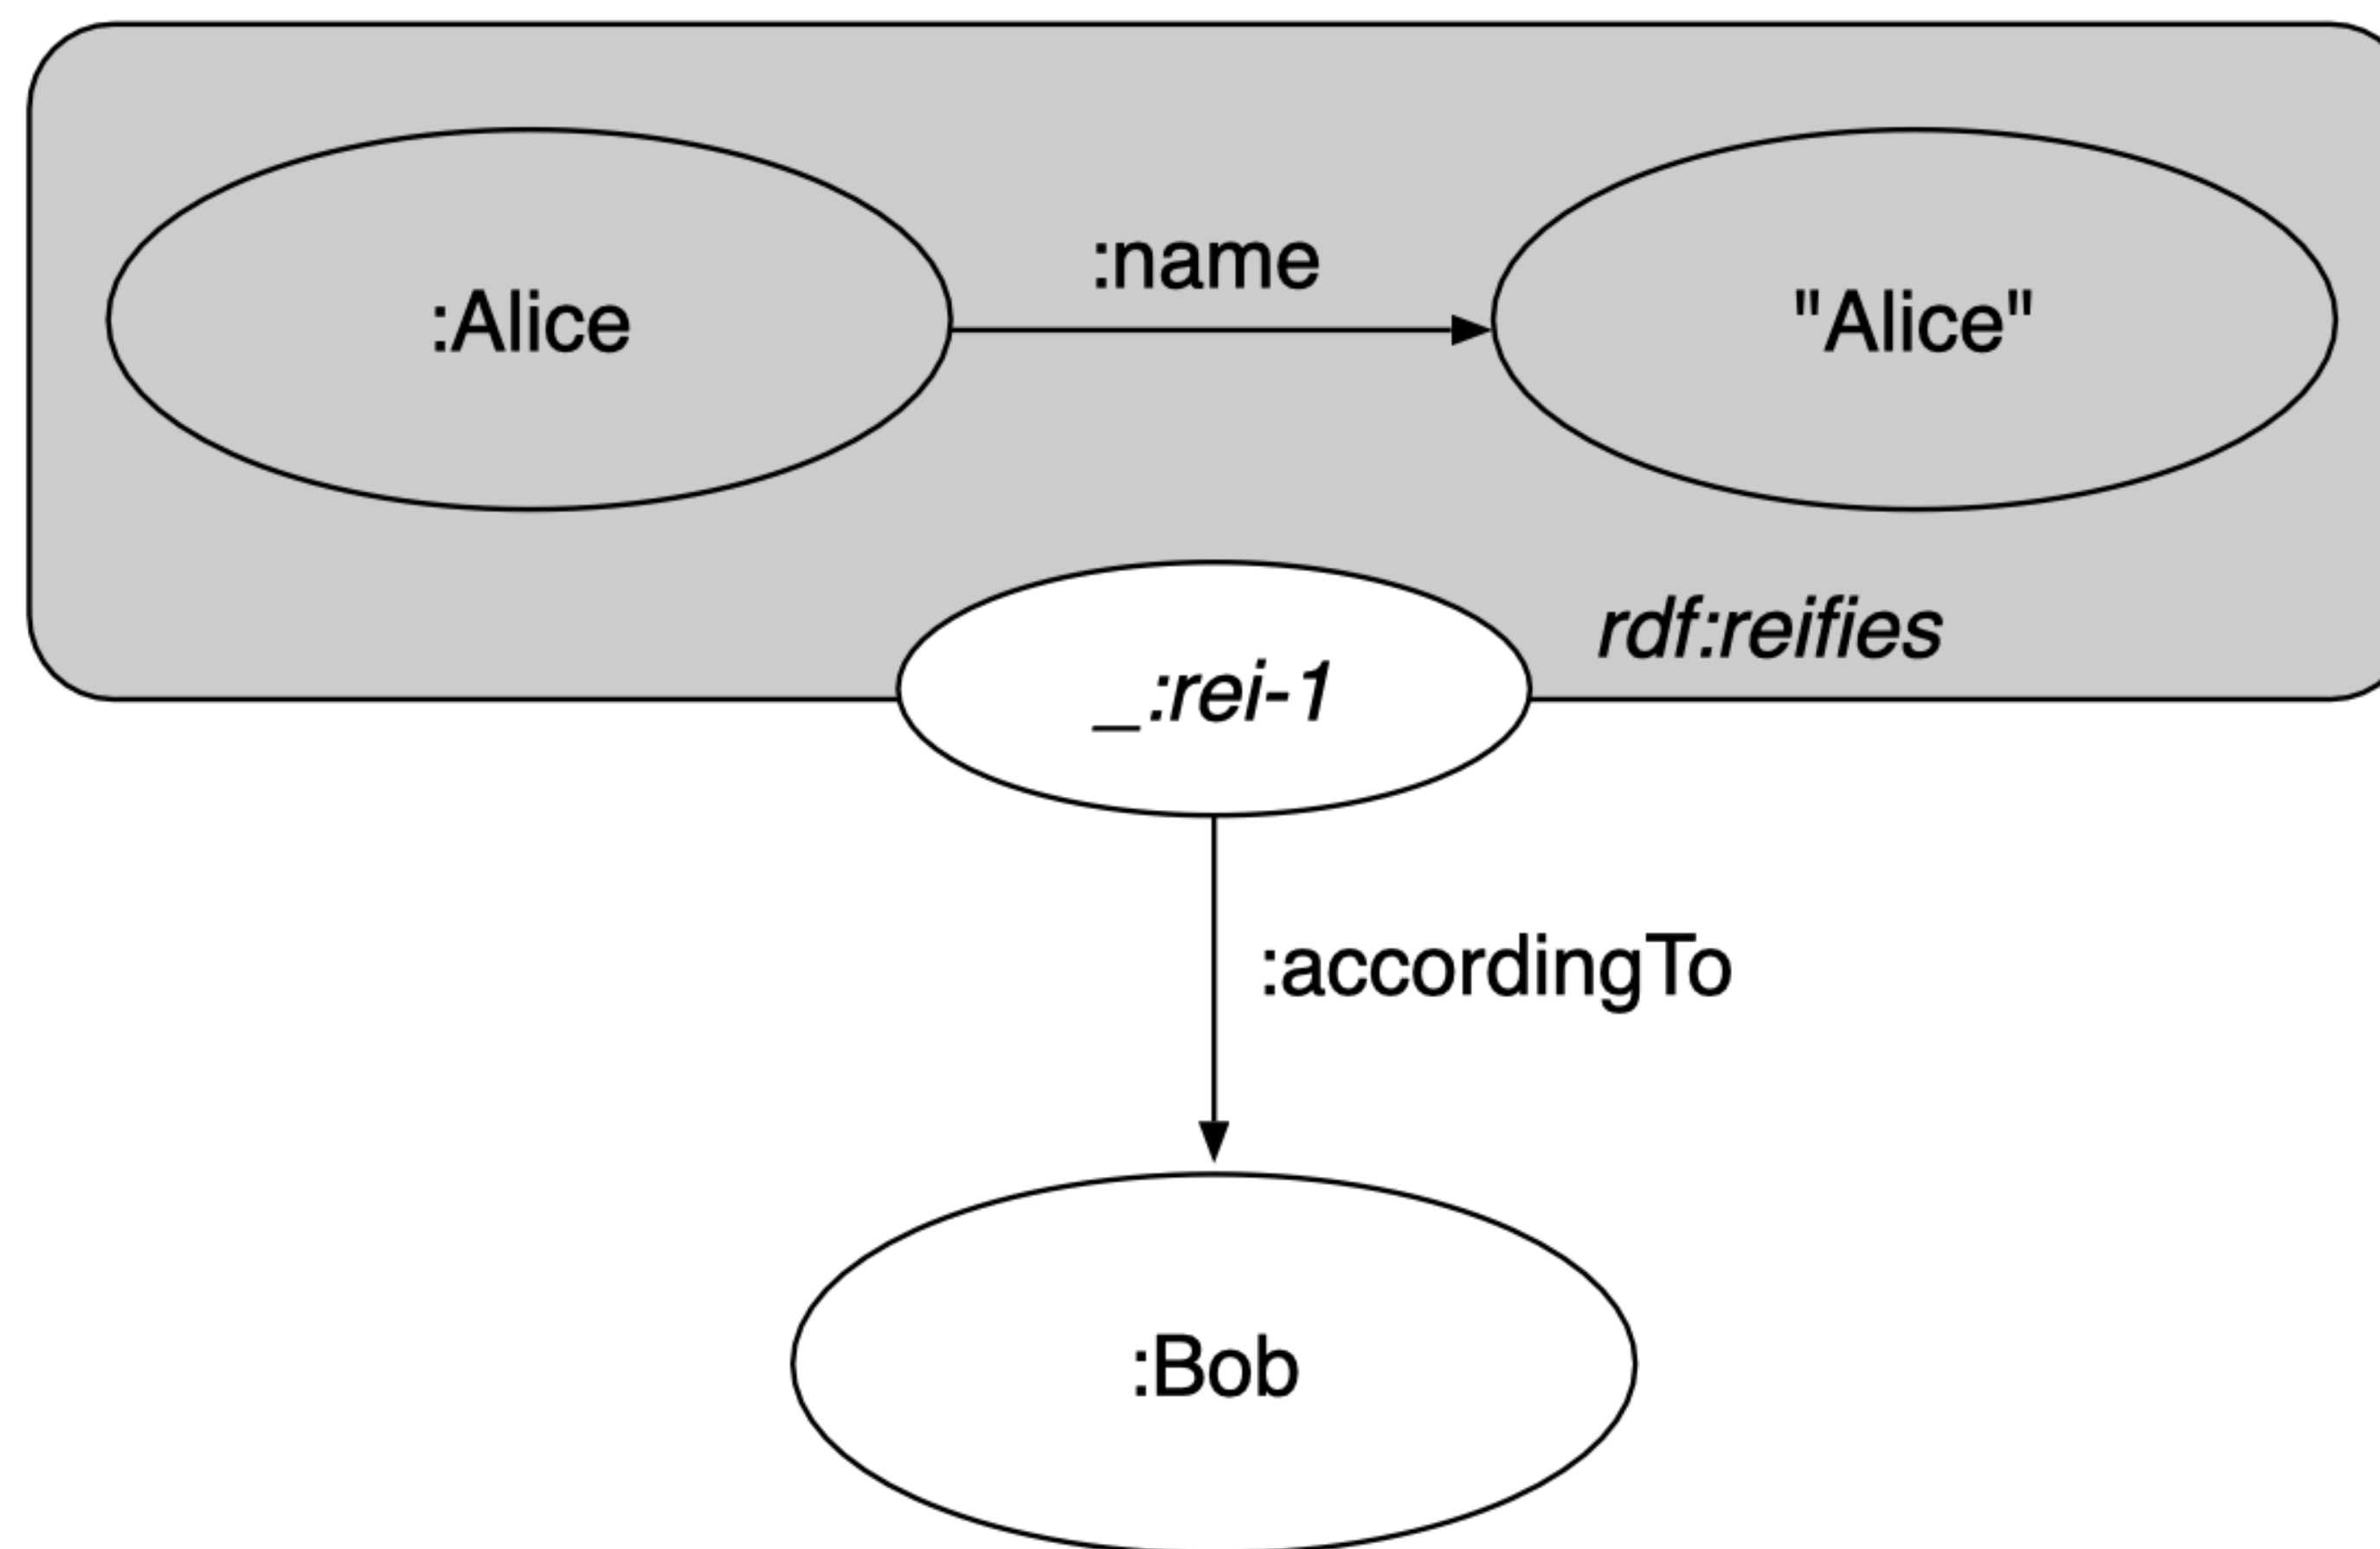 :name
:Alice
"Alice"
rdf:reifies
_:rei-1
:accordingTo
:Bob